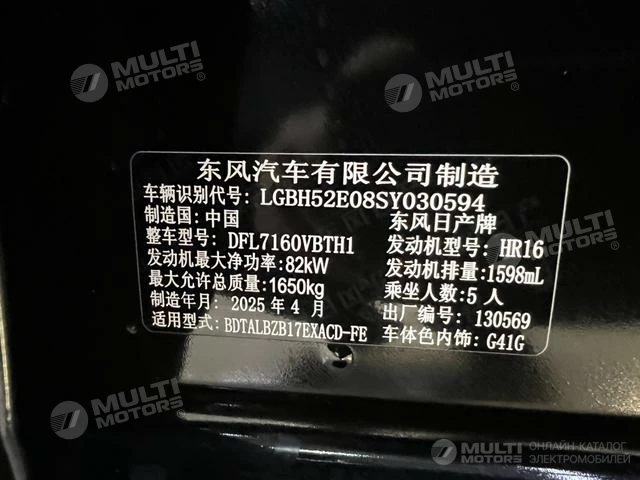 MULTI
MOTORS
MULTI
MOTORS
东风汽车有限公司制造
车辆识别代号: LGBH52E08SY030594
制造国: 中国 东风日产牌
整车型号: DFL7160VBTH1 发动机型号: HR16
发动机最大净功率: 82kW 发动机排量: 1598mL
最大允许总质量: 1650kg 乘坐人数: 5 人
制造年月: 2025 年 4 月 出厂编号: 130569
适用型式: BDTALBZB17EXACD-FE 车体色内饰: G41G
MULTI
MOTORS
MULTI
MOTORS
ОНЛАЙН-КАТАЛОГ
ЭЛЕКТРОМОБИЛЕЙ